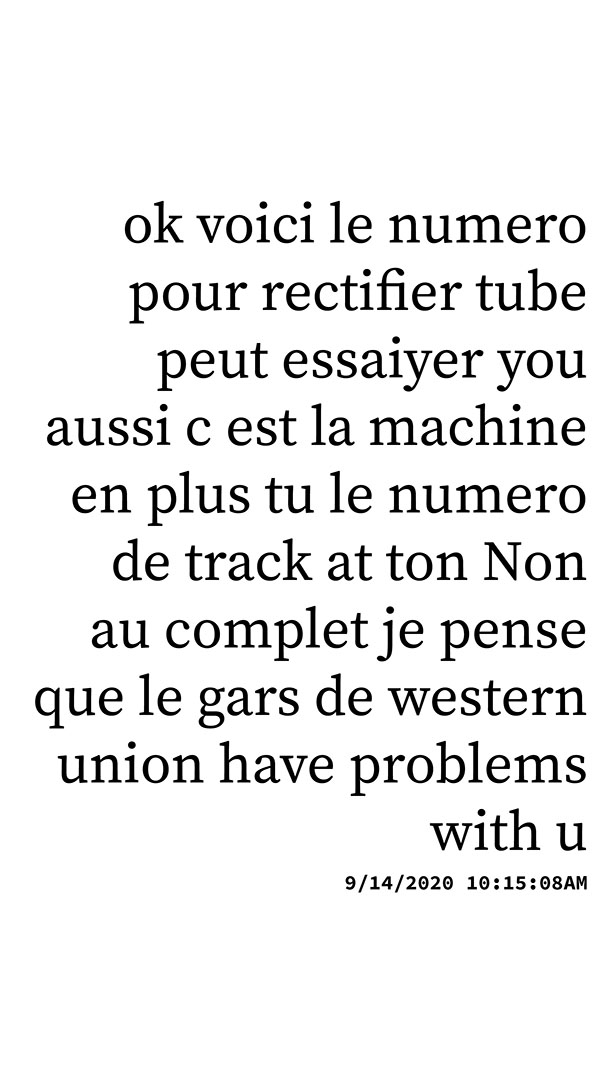 ok voici le numero
pour rectifier tube
peut essaiyer you
aussi c est la machine
en plus tu le numero
de track at ton Non
au complet je pense
que le gars de western
union have problems
with u
9/14/2020 10:15:08AM